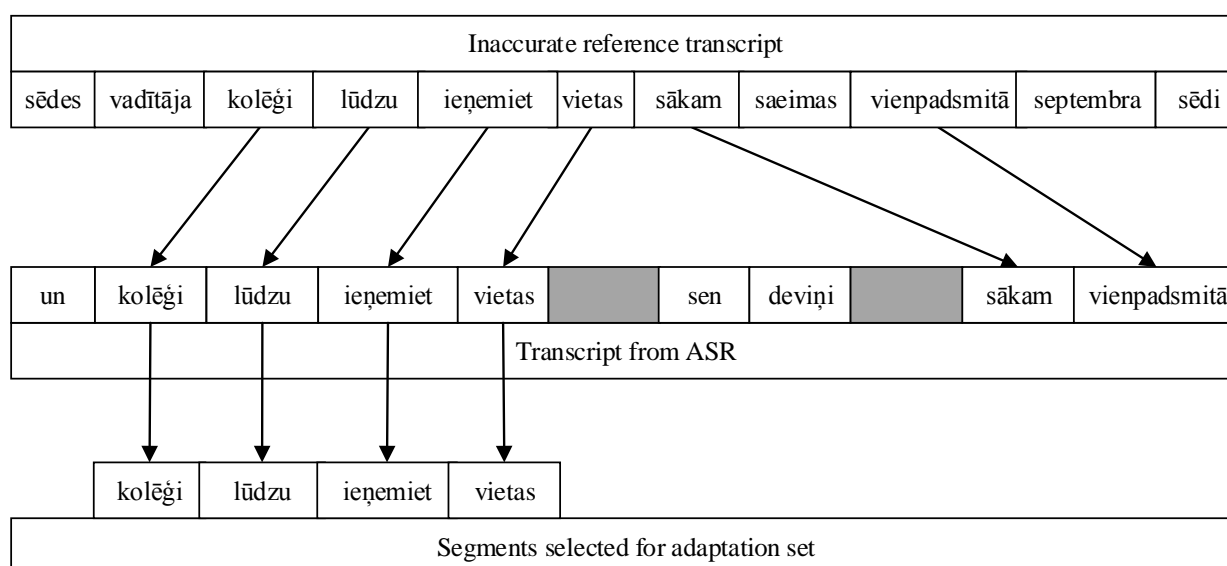 Inaccurate reference transcript
sēdes vadītāja kolēģi lūdzu ieņemiet vietas sākam saeimas vienpadsmitā septembra sēdi
un kolēģi lūdzu ieņemiet vietas sen deviņi sākam vienpadsmitā
Transcript from ASR
kolēģi lūdzu ieņemiet vietas
Segments selected for adaptation set